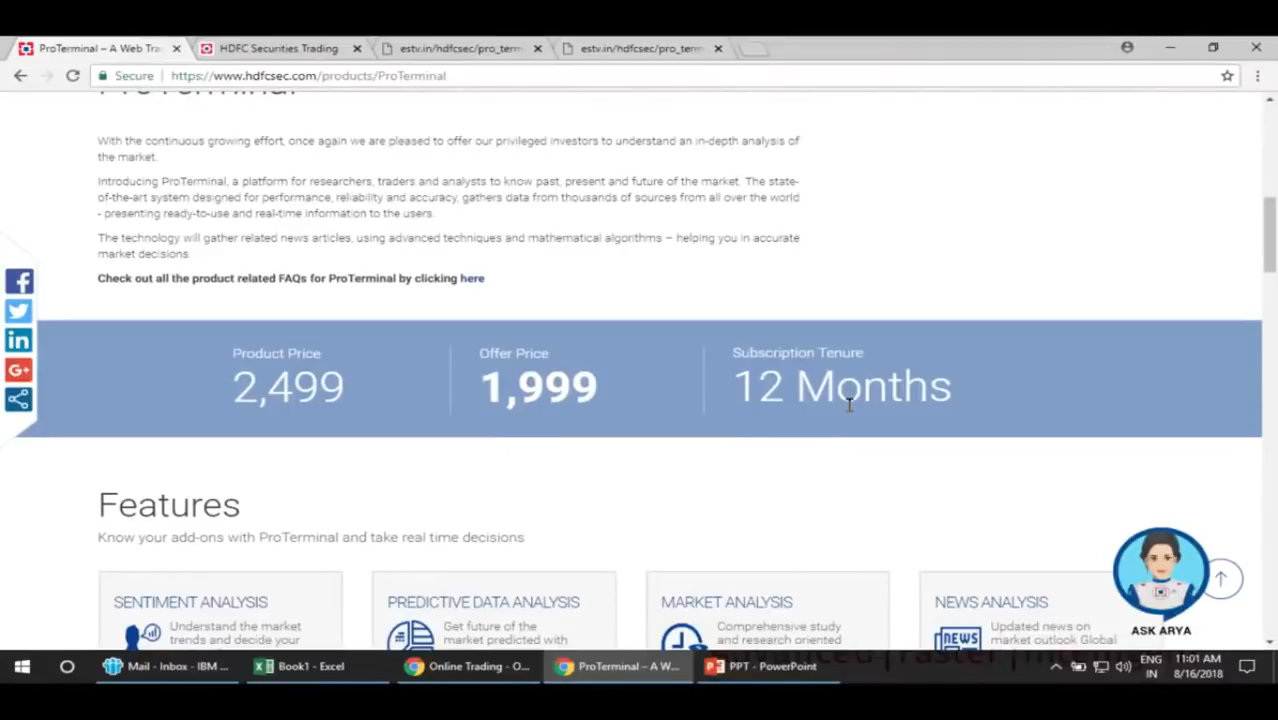 ProTerminal – A Web Tra
HDFC Securities Trading
estv.in/hdfcsec/pro_term
estv.in/hdfcsec/pro_term
Secure
https://www.hdfcsec.com/products/ProTerminal
ProTerminal
With the continuous growing effort, once again we are pleased to offer our privileged investors to understand an in-depth analysis of
the market.
Introducing ProTerminal, a platform for researchers, traders and analysts to know past, present and future of the market. The state-
of-the-art system designed for performance, reliability and accuracy, gathers data from thousands of sources from all over the world
- presenting ready-to-use and real-time information to the users.
The technology will gather related news articles, using advanced techniques and mathematical algorithms – helping you in accurate
market decisions.
Check out all the product related FAQs for ProTerminal by clicking here
f
in
G+
Product Price
2,499
Offer Price
1,999
Subscription Tenure
12 Months
Features
Know your add-ons with ProTerminal and take real time decisions
SENTIMENT ANALYSIS
Understand the market
trends and decide your
PREDICTIVE DATA ANALYSIS
Get future of the
market predicted with
MARKET ANALYSIS
Comprehensive study
and research oriented
NEWS ANALYSIS
NEWS
Updated news on
market outlook Global
ASK ARYA
Mail - Inbox - IBM ...
Book1 - Excel
Online Trading - O...
ProTerminal – A W...
PPT - PowerPoint
ENG
IN
11:01 AM
8/16/2018